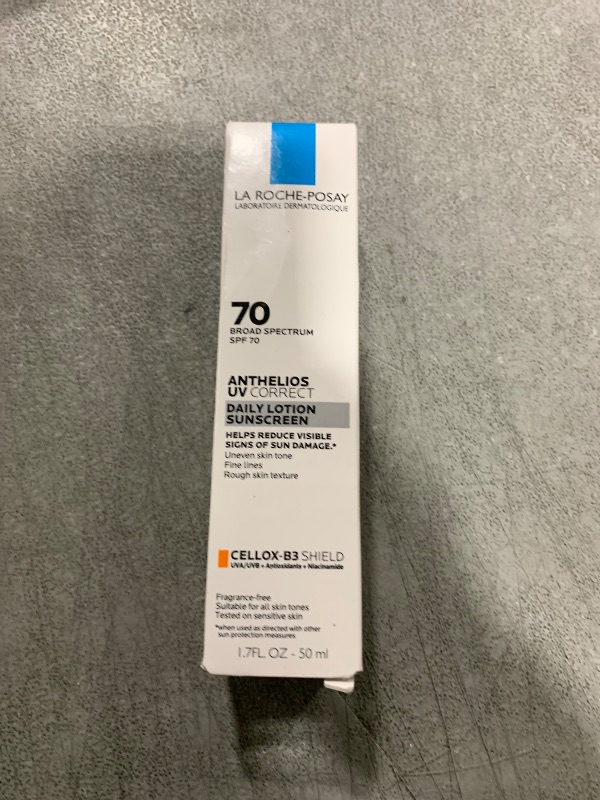 LA ROCHE-POSAY
LABORATOIRE DERMATOLOGIQUE
70
BROAD SPECTRUM
SPF 70
ANTHELIOS
UV CORRECT
DAILY LOTION
SUNSCREEN
HELPS REDUCE VISIBLE
SIGNS OF SUN DAMAGE.*
Uneven skin tone
Fine lines
Rough skin texture
CELLOX-B3 SHIELD
UVA/UVB + Antioxidants + Niacinamide
Fragrance-free
Suitable for all skin tones
Tested on sensitive skin
*when used as directed with other
sun protection measures
1.7FL. OZ - 50 ml